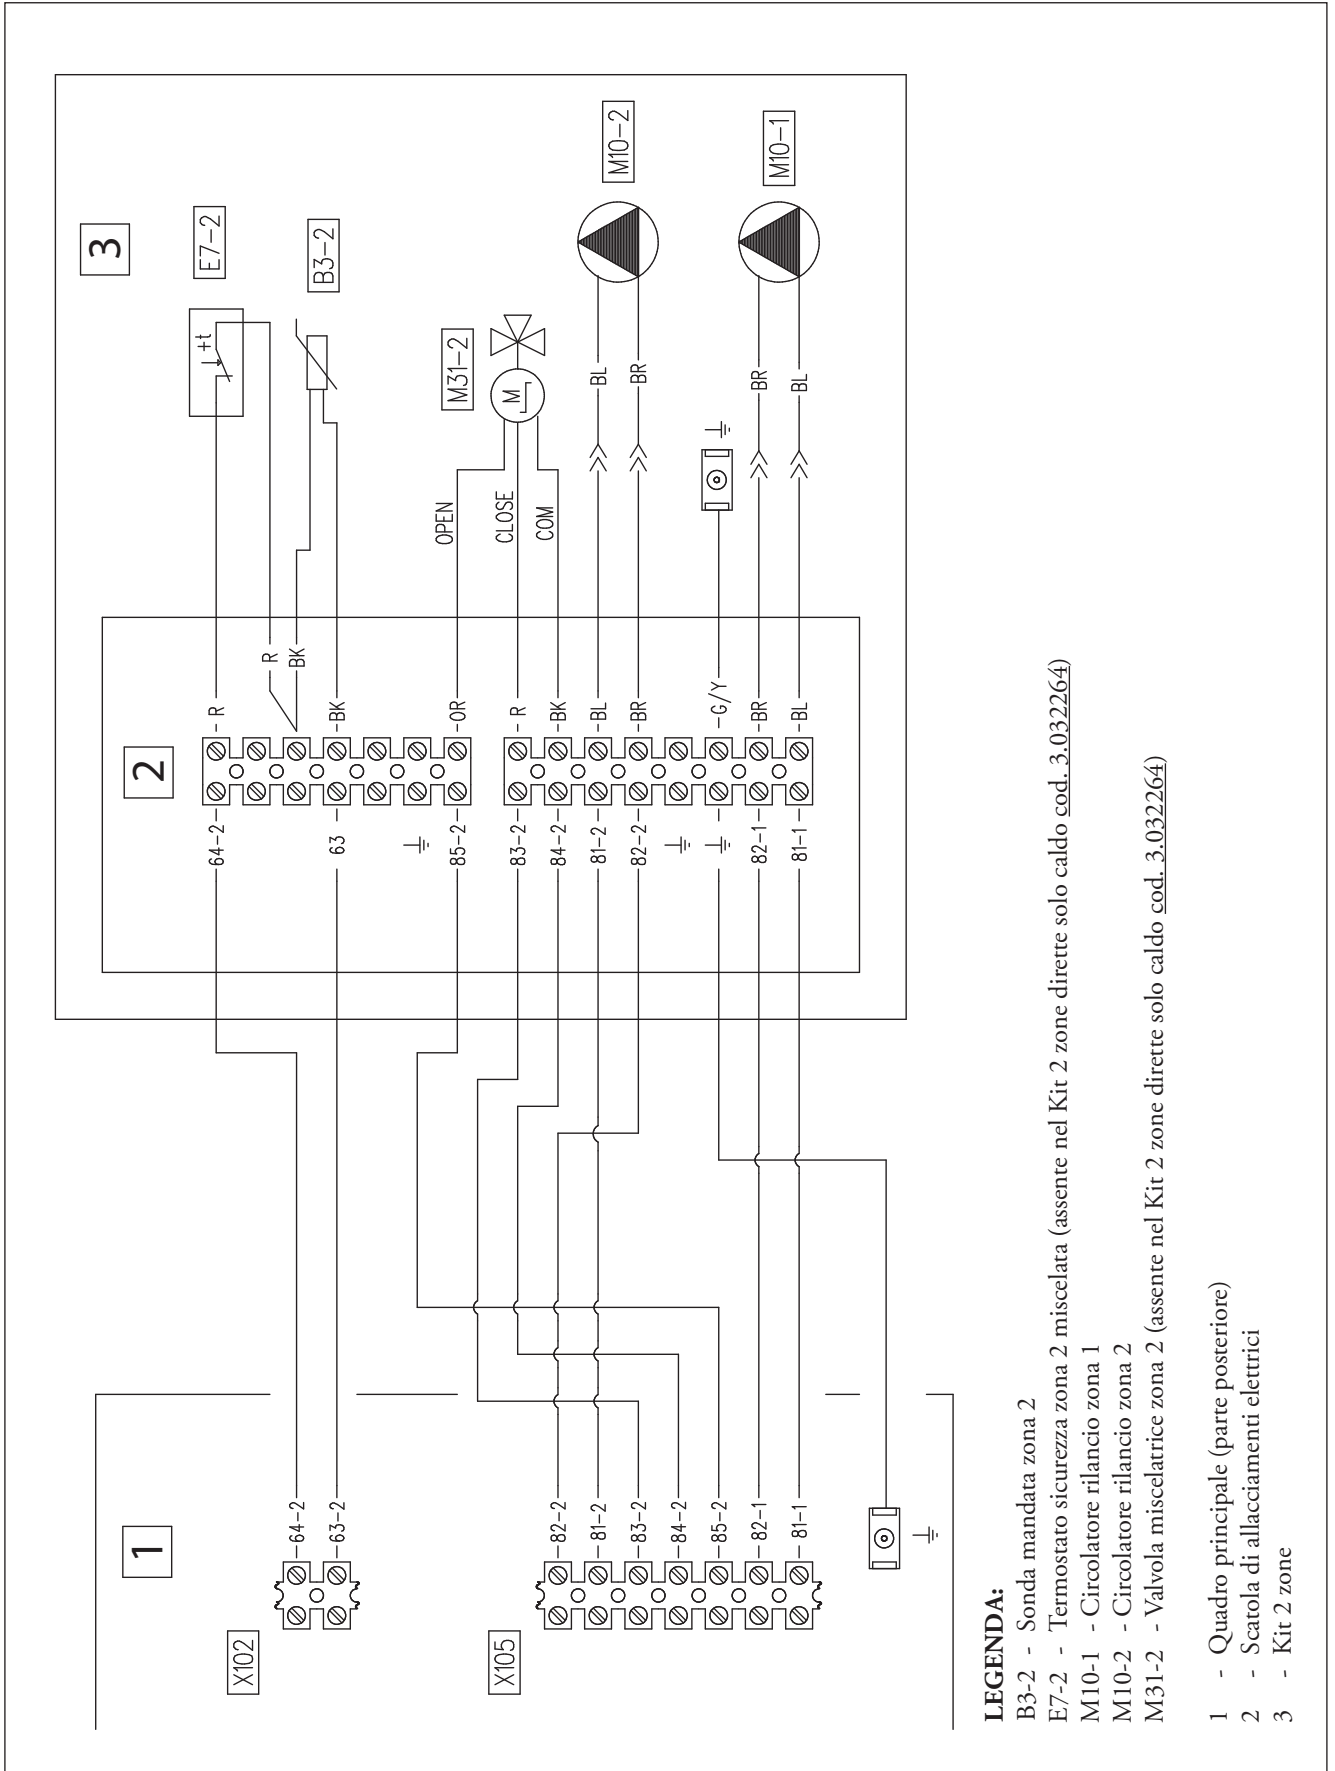 3
E7-2
B3-2
M31-2
M10-2
M10-1
+t
M
OPEN
CLOSE
COM
BL
BR
BR
BL
2
R
R
BK
BK
OR
R
BK
BL
BR
G/Y
BR
BL
64-2
63
85-2
83-2
84-2
81-2
82-2
82-1
81-1
1
X102
64-2
63-2
X105
82-2
81-2
83-2
84-2
85-2
82-1
81-1
LEGENDA:
B3-2 - Sonda mandata zona 2
E7-2 - Termostato sicurezza zona 2 miscelata (assente nel Kit 2 zone dirette solo caldo cod. 3.032264)
M10-1 - Circolatore rilancio zona 1
M10-2 - Circolatore rilancio zona 2
M31-2 - Valvola miscelatrice zona 2 (assente nel Kit 2 zone dirette solo caldo cod. 3.032264)
1 - Quadro principale (parte posteriore)
2 - Scatola di allacciamenti elettrici
3 - Kit 2 zone